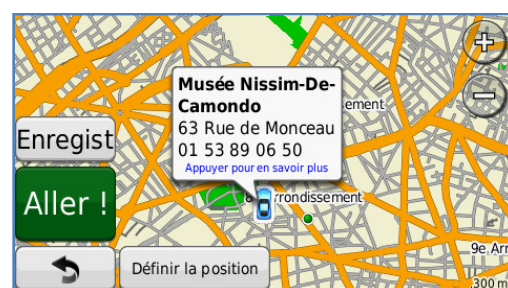 Musée Nissim-De-
Camondo
63 Rue de Monceau
01 53 89 06 50
Appuyer pour en savoir plus
ement
Enregist
Aller !
8
rrondissement
9e Arr
Définir la position
300 m